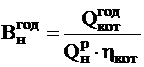 B_н^год = Q_кот^год / (Q_н^р · η_кот)